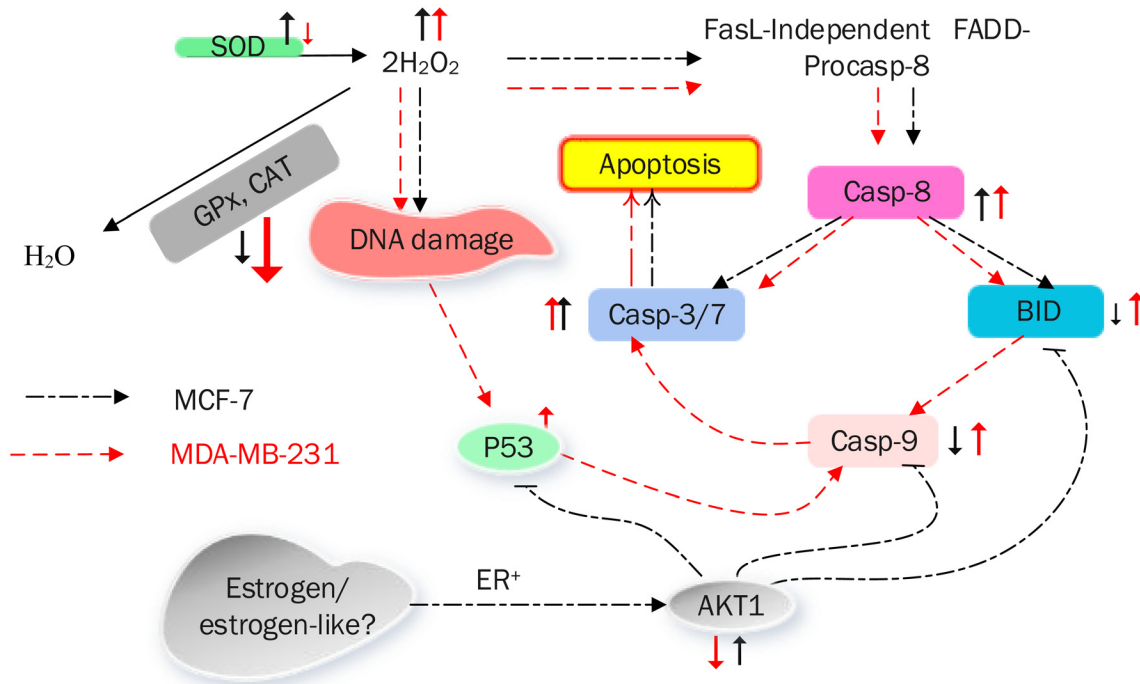 SOD
2H₂O₂
FasL-Independent FADD-
Procasp-8
GPx, CAT
H₂O
DNA damage
Apoptosis
Casp-8
Casp-3/7
BID
MCF-7
MDA-MB-231
P53
Casp-9
Estrogen/
estrogen-like?
ER⁺
AKT1